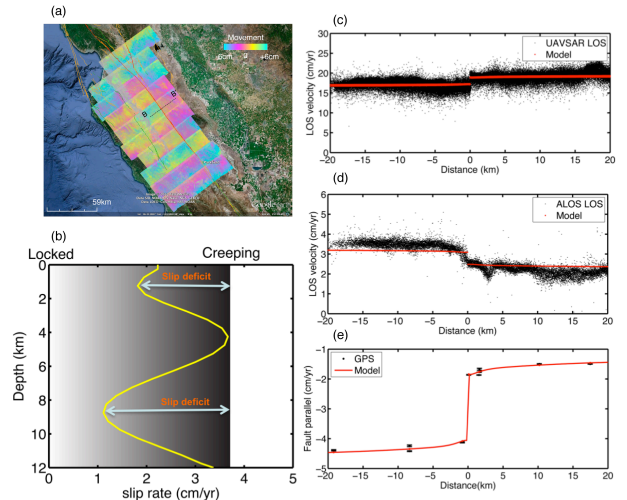 (a)
Movement
-6cm
+6cm
B'
B
59km
Google
(b)
Locked
Creeping
Slip deficit
Slip deficit
Depth (km)
0
2
4
6
8
10
12
0
1
2
3
4
5
slip rate (cm/yr)
(c)
UAVSAR LOS
Model
LOS velocity (cm/yr)
30
25
20
15
10
5
0
-20
-15
-10
-5
0
5
10
15
20
Distance (km)
(d)
ALOS LOS
Model
LOS velocity (cm/yr)
6
5
4
3
2
1
0
-20
-15
-10
-5
0
5
10
15
20
Distance (km)
(e)
GPS
Model
Fault parallel (cm/yr)
-1
-2
-3
-4
-5
-20
-15
-10
-5
0
5
10
15
20
Distance(km)